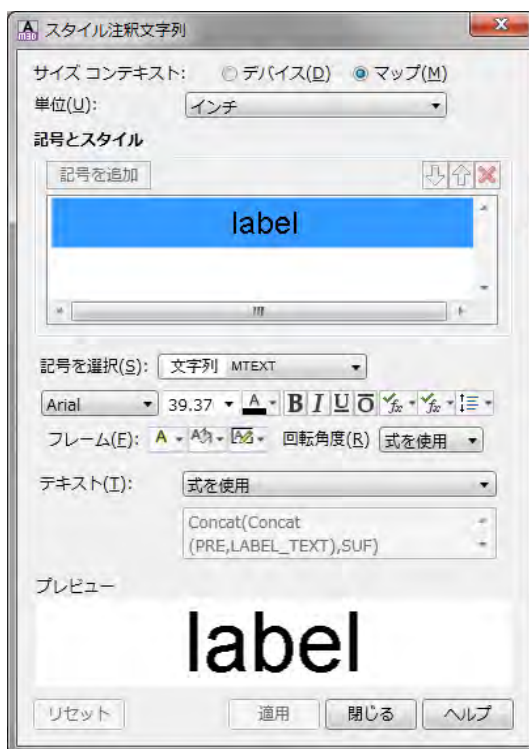 スタイル注釈文字列
サイズ コンテキスト: デバイス(D) マップ(M)
単位(U): インチ
記号とスタイル
記号を追加
label
記号を選択(S): 文字列 MTEXT
Arial 39.37 A B I U O
フレーム(F): A 回転角度(R) 式を使用
テキスト(T): 式を使用
Concat(Concat
(PRE,LABEL_TEXT),SUF)
プレビュー
label
リセット 適用 閉じる ヘルプ